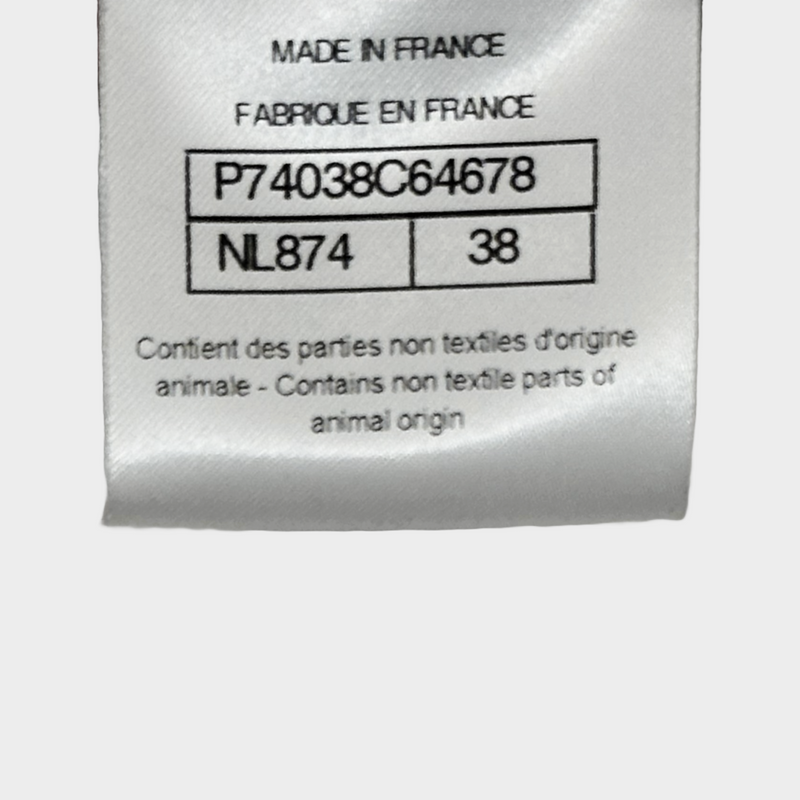 MADE IN FRANCE
FABRIQUE EN FRANCE
P74038C64678
NL874 38
Contient des parties non textiles d'origine
animale - Contains non textile parts of
animal origin